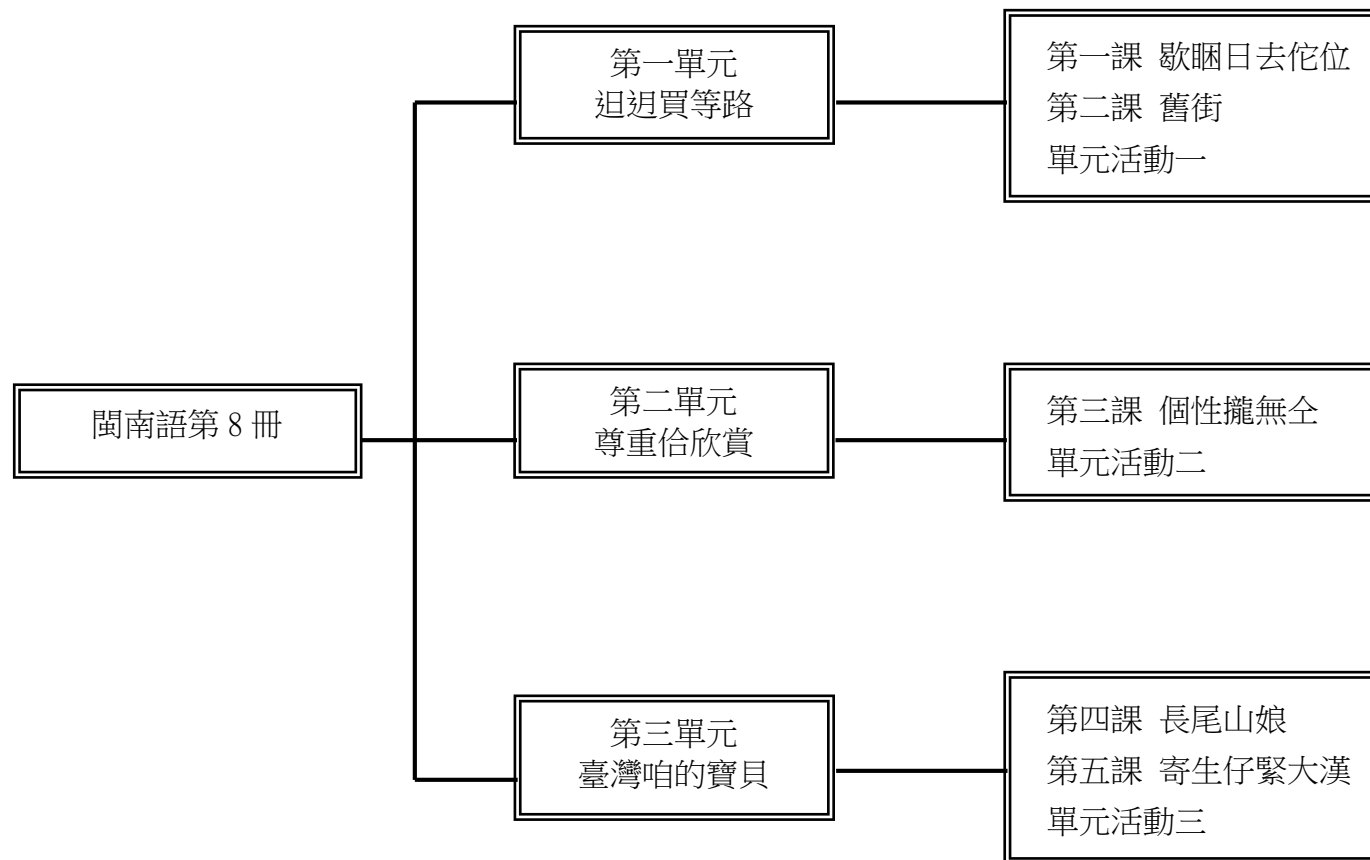 閩南語第 8 冊
第一單元
迌迌買等路
第一課 歇睏日去佗位
第二課 舊街
單元活動一
第二單元
尊重佮欣賞
第三課 個性攏無仝
單元活動二
第三單元
臺灣咱的寶貝
第四課 長尾山娘
第五課 寄生仔緊大漢
單元活動三